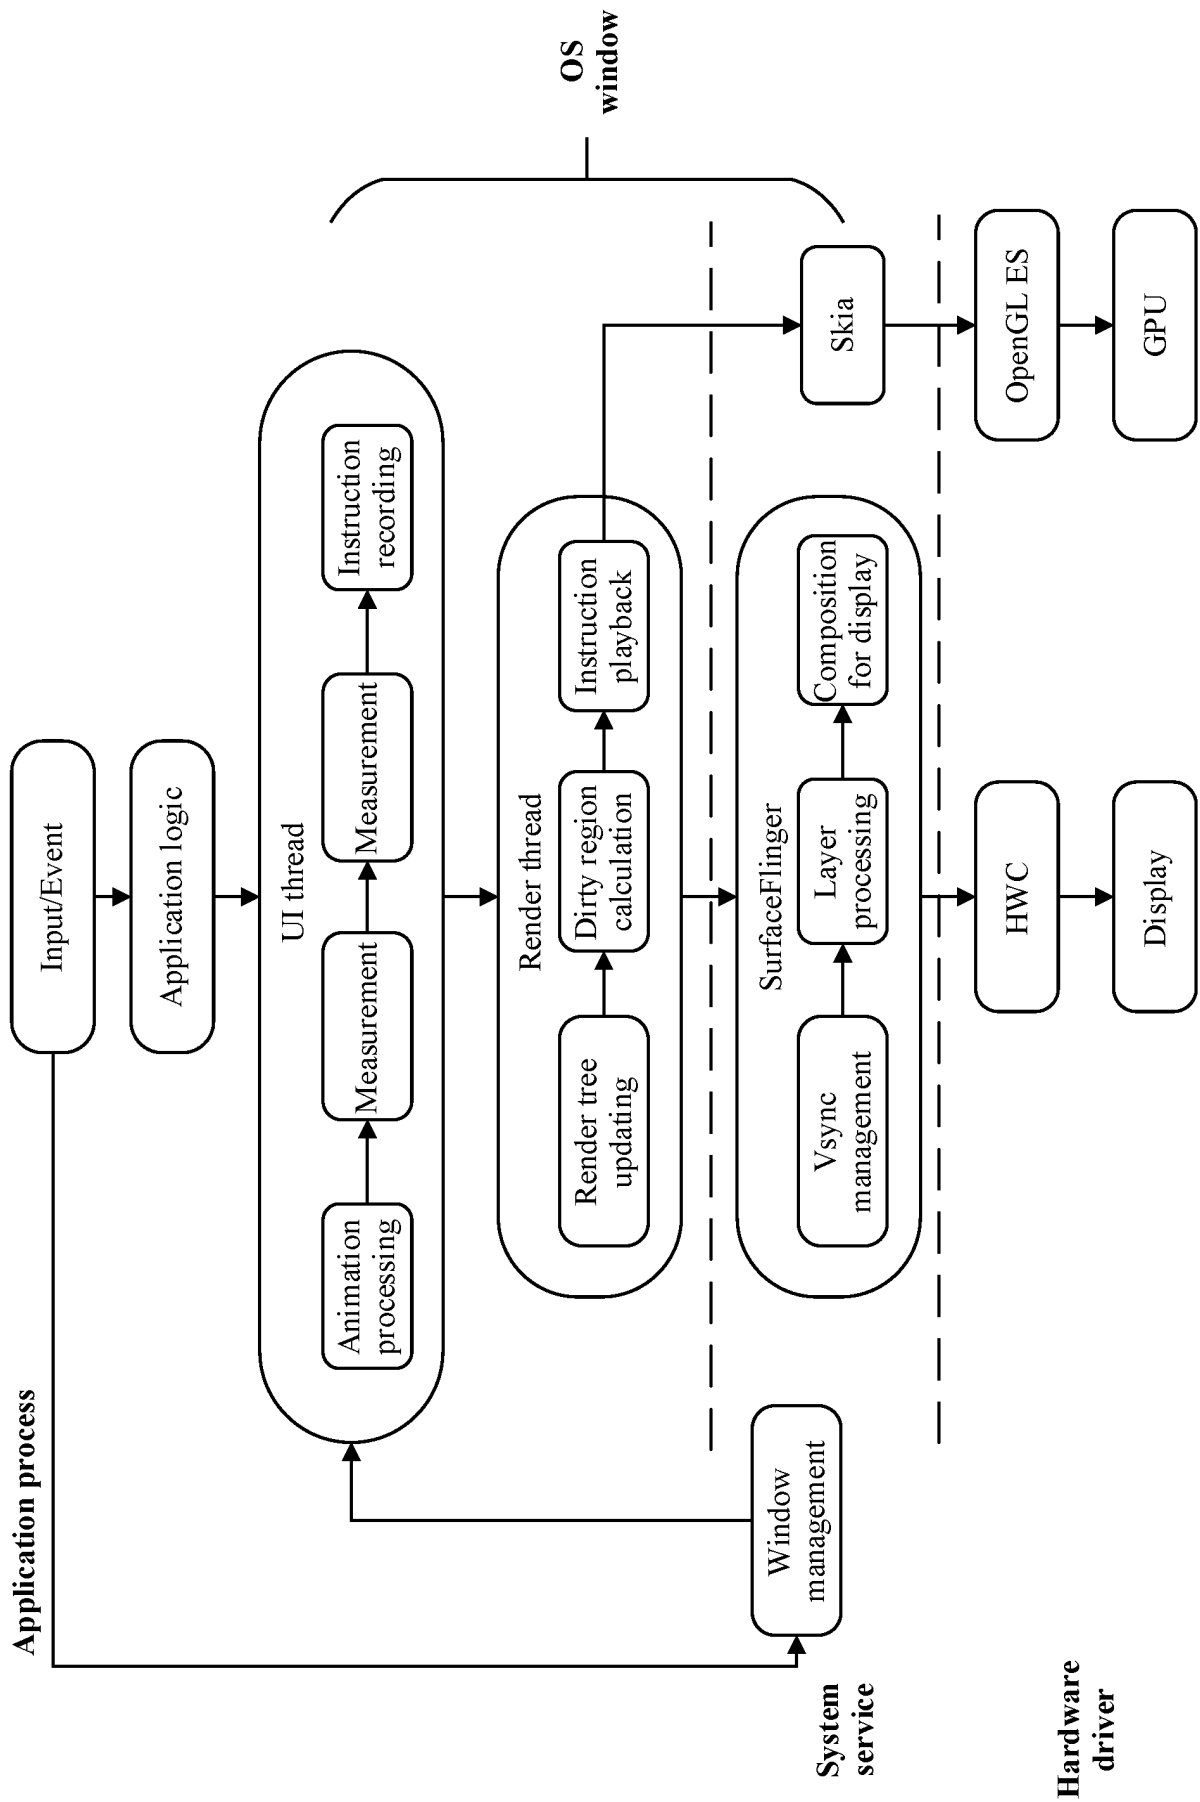 Application process
Input/Event
Application logic
UI thread
Animation
processing
Measurement
Measurement
Instruction
recording
OS
window
Render thread
Render tree
updating
Dirty region
calculation
Instruction
playback
System
service
Window
management
SurfaceFlinger
Vsync
management
Layer
processing
Composition
for display
Skia
Hardware
driver
HWC
OpenGL ES
Display
GPU